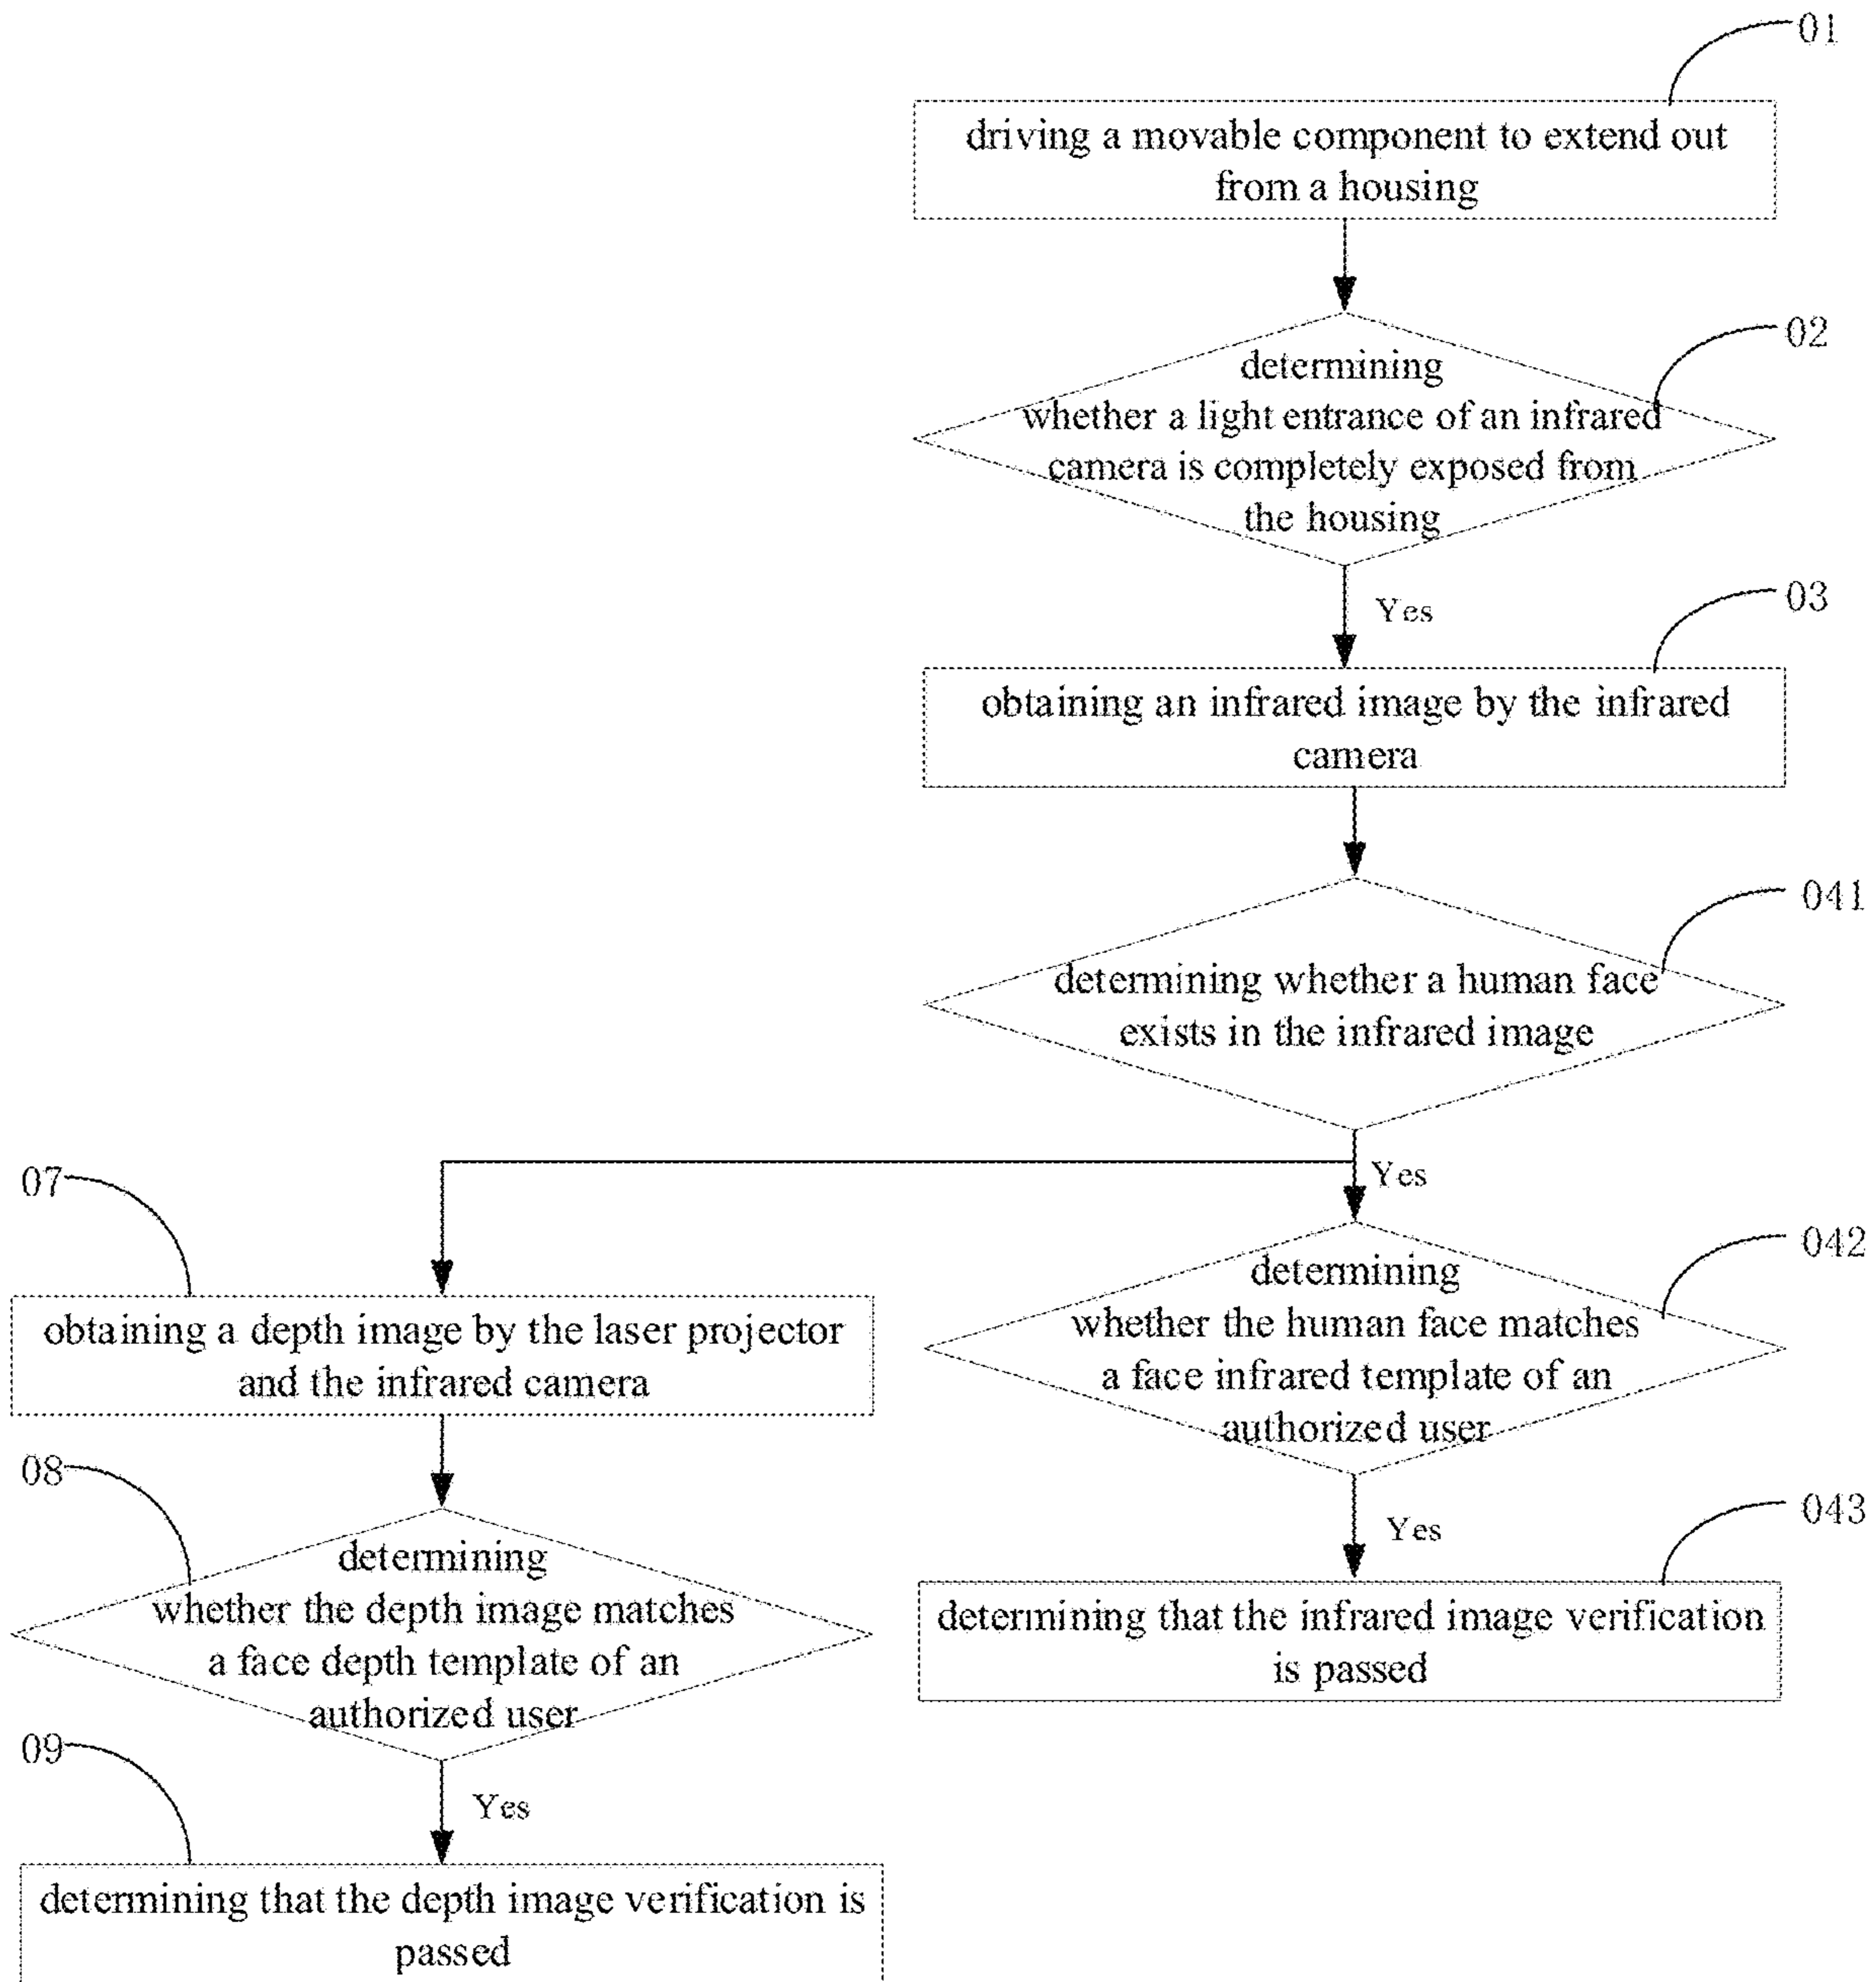 01
driving a movable component to extend out
from a housing
02
determining
whether a light entrance of an infrared
camera is completely exposed from
the housing
Yes
03
obtaining an infrared image by the infrared
camera
041
determining whether a human face
exists in the infrared image
Yes
07
obtaining a depth image by the laser projector
and the infrared camera
042
determining
whether the human face matches
a face infrared template of an
authorized user
08
determining
whether the depth image matches
a face depth template of an
authorized user
Yes
043
determining that the infrared image verification
is passed
09
Yes
determining that the depth image verification is
passed